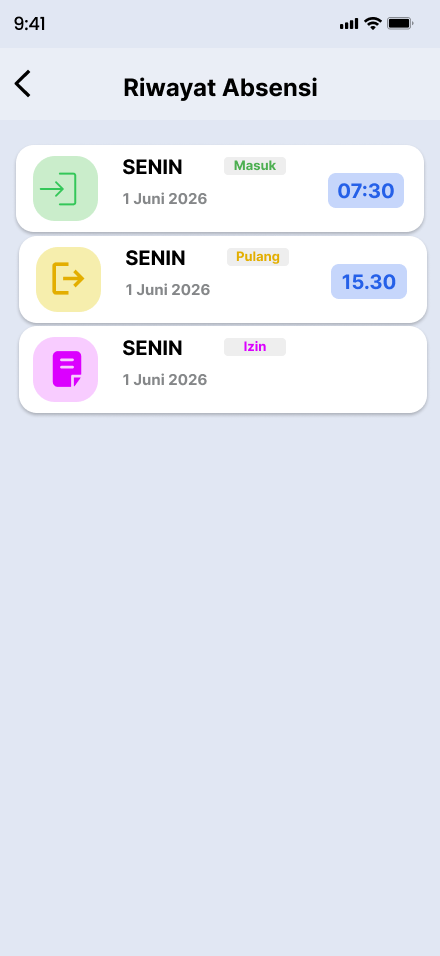 9:41
Riwayat Absensi
SENIN Masuk
1 Juni 2026 07:30
SENIN Pulang
1 Juni 2026 15.30
SENIN Izin
1 Juni 2026